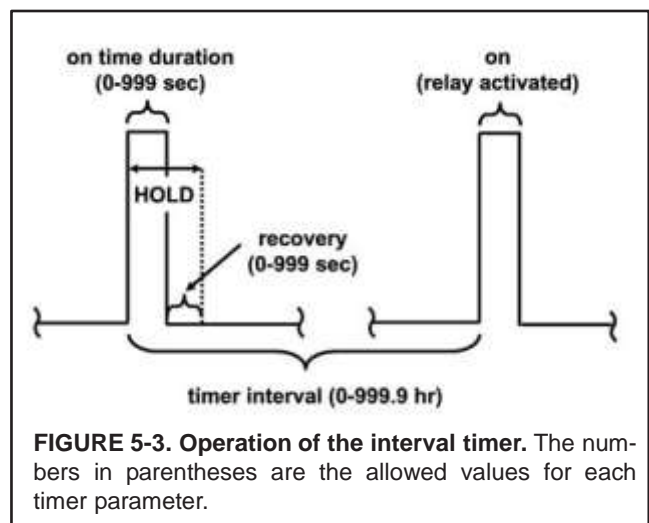 on time duration
(0-999 sec)
on
(relay activated)
HOLD
recovery
(0-999 sec)
timer interval (0-999.9 hr)
FIGURE 5-3. Operation of the interval timer. The num-
bers in parentheses are the allowed values for each
timer parameter.